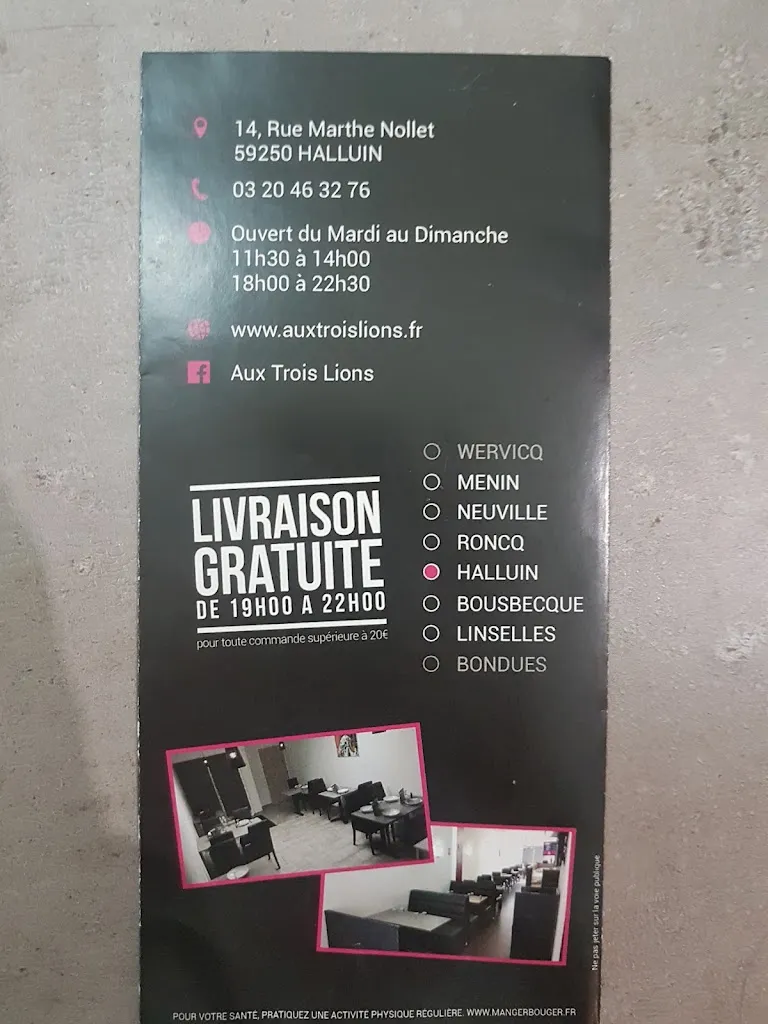 14, Rue Marthe Nollet
59250 HALLUIN
03 20 46 32 76
Ouvert du Mardi au Dimanche
11h30 à 14h00
18h00 à 22h30
www.auxtroislions.fr
f
Aux Trois Lions
LIVRAISON
GRATUITE
DE 19H00 A 22H00
pour toute commande supérieure à 20€
WERVICQ
MENIN
NEUVILLE
RONCQ
HALLUIN
BOUSBECQUE
LINSELLES
BONDUES
Ne pas jeter sur la voie publique
POUR VOTRE SANTÉ, PRATIQUEZ UNE ACTIVITÉ PHYSIQUE RÉGULIÈRE. WWW.MANGERBOUGER.FR